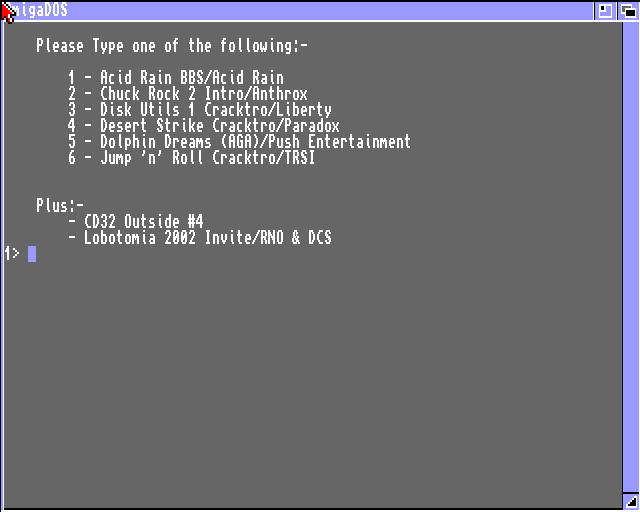 migaDOS
Please Type one of the following:-
1 - Acid Rain BBS/Acid Rain
2 - Chuck Rock 2 Intro/Anthrox
3 - Disk Utils 1 Cracktro/Liberty
4 - Desert Strike Cracktro/Paradox
5 - Dolphin Dreams (AGA)/Push Entertainment
6 - Jump 'n' Roll Cracktro/TRSI
Plus:-
- CD32 Outside #4
- Lobotomia 2002 Invite/RNO & DCS
1>